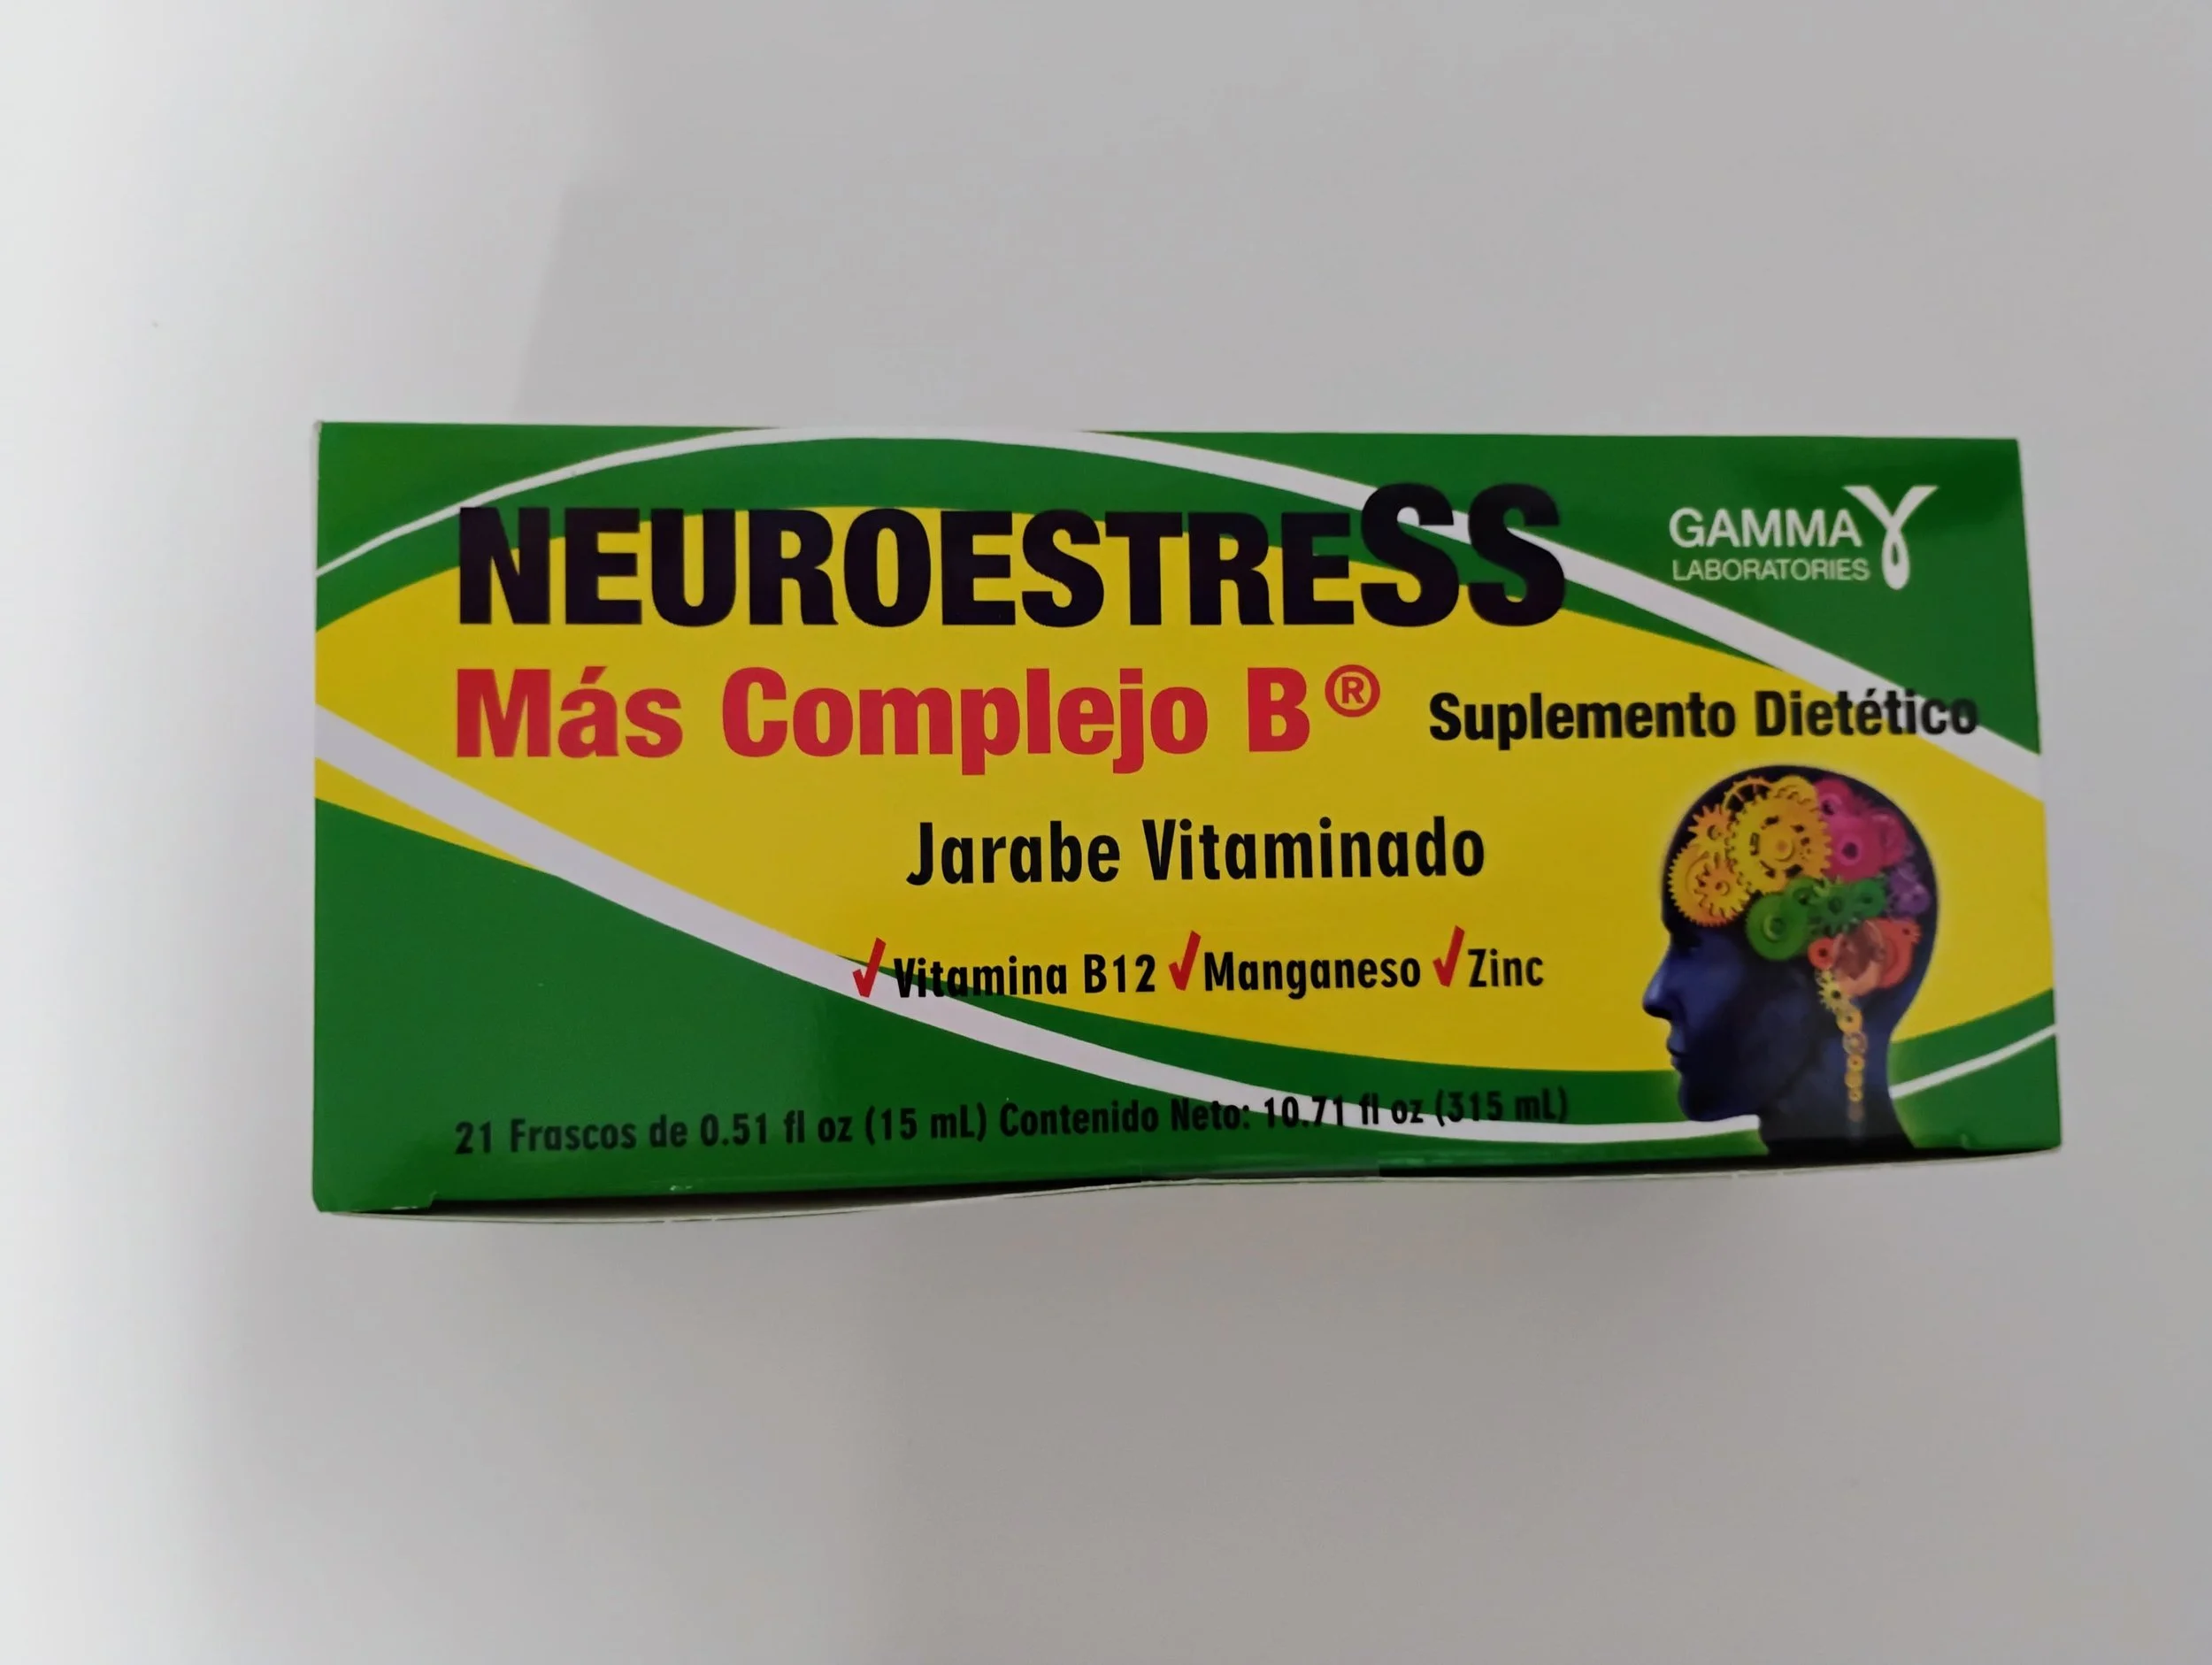 NEUROESTRESS
GAMMA
LABORATORIES
Más Complejo B®
Suplemento Dietético
Jarabe Vitaminado
✓Vitamina B12 ✓Manganeso ✓Zinc
21 Frascos de 0.51 fl oz (15 mL) Contenido Neto: 10.71 fl oz (315 mL)